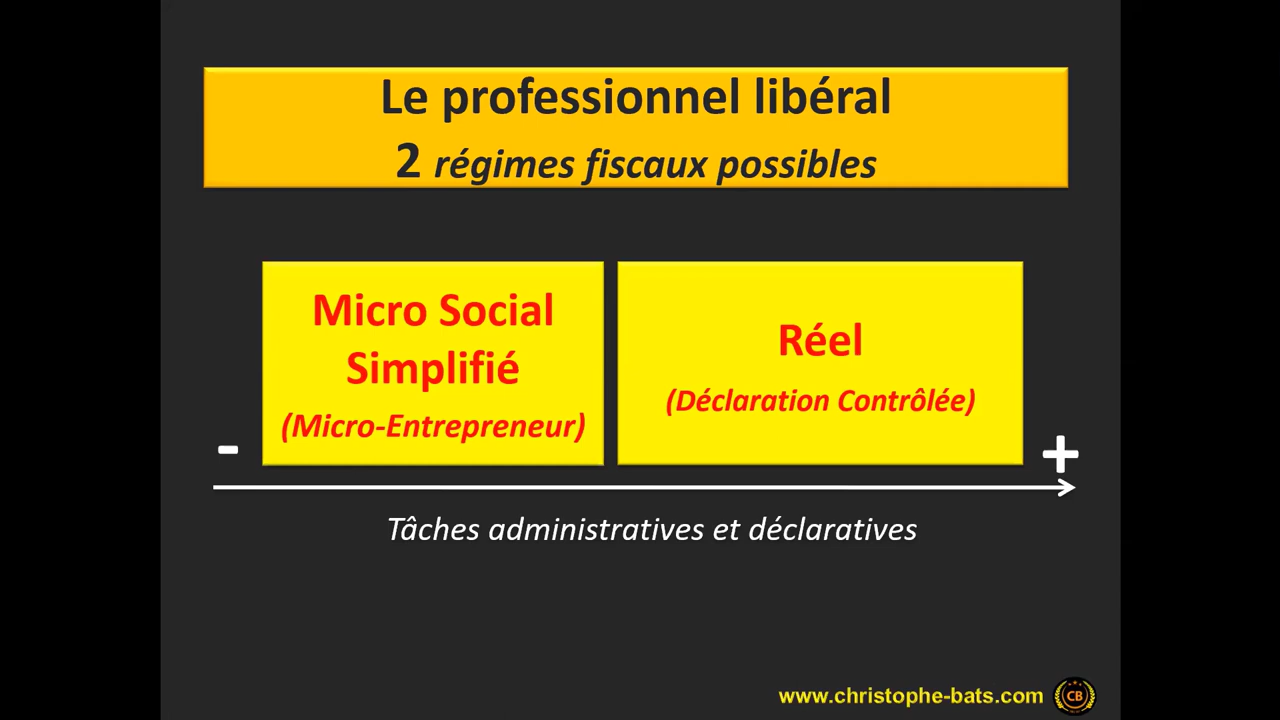 Le professionnel libéral
2 régimes fiscaux possibles
Micro Social
Simplifié
(Micro-Entrepreneur)
Réel
(Déclaration Contrôlée)
- +
Tâches administratives et déclaratives
www.christophe-bats.com CB